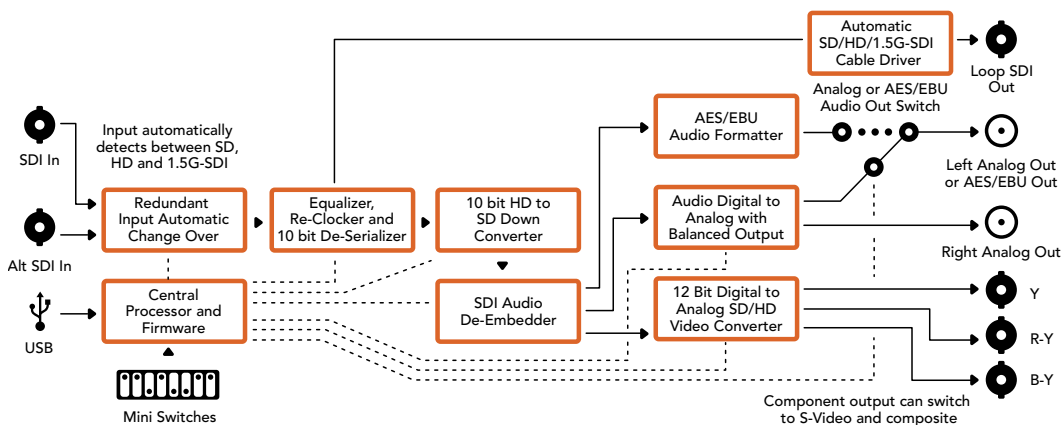 Automatic
SD/HD/1.5G-SDI
Cable Driver
Loop SDI
Out
Analog or AES/EBU
Audio Out Switch
SDI In
Input automatically
detects between SD,
HD and 1.5G-SDI
AES/EBU
Audio Formatter
Left Analog Out
or AES/EBU Out
Alt SDI In
Redundant
Input Automatic
Change Over
Equalizer,
Re-Clocker and
10 bit De-Serializer
10 bit HD to
SD Down
Converter
Audio Digital to
Analog with
Balanced Output
Right Analog Out
USB
Central
Processor and
Firmware
SDI Audio
De-Embedder
12 Bit Digital to
Analog SD/HD
Video Converter
Y
R-Y
B-Y
Mini Switches
Component output can switch
to S-Video and composite